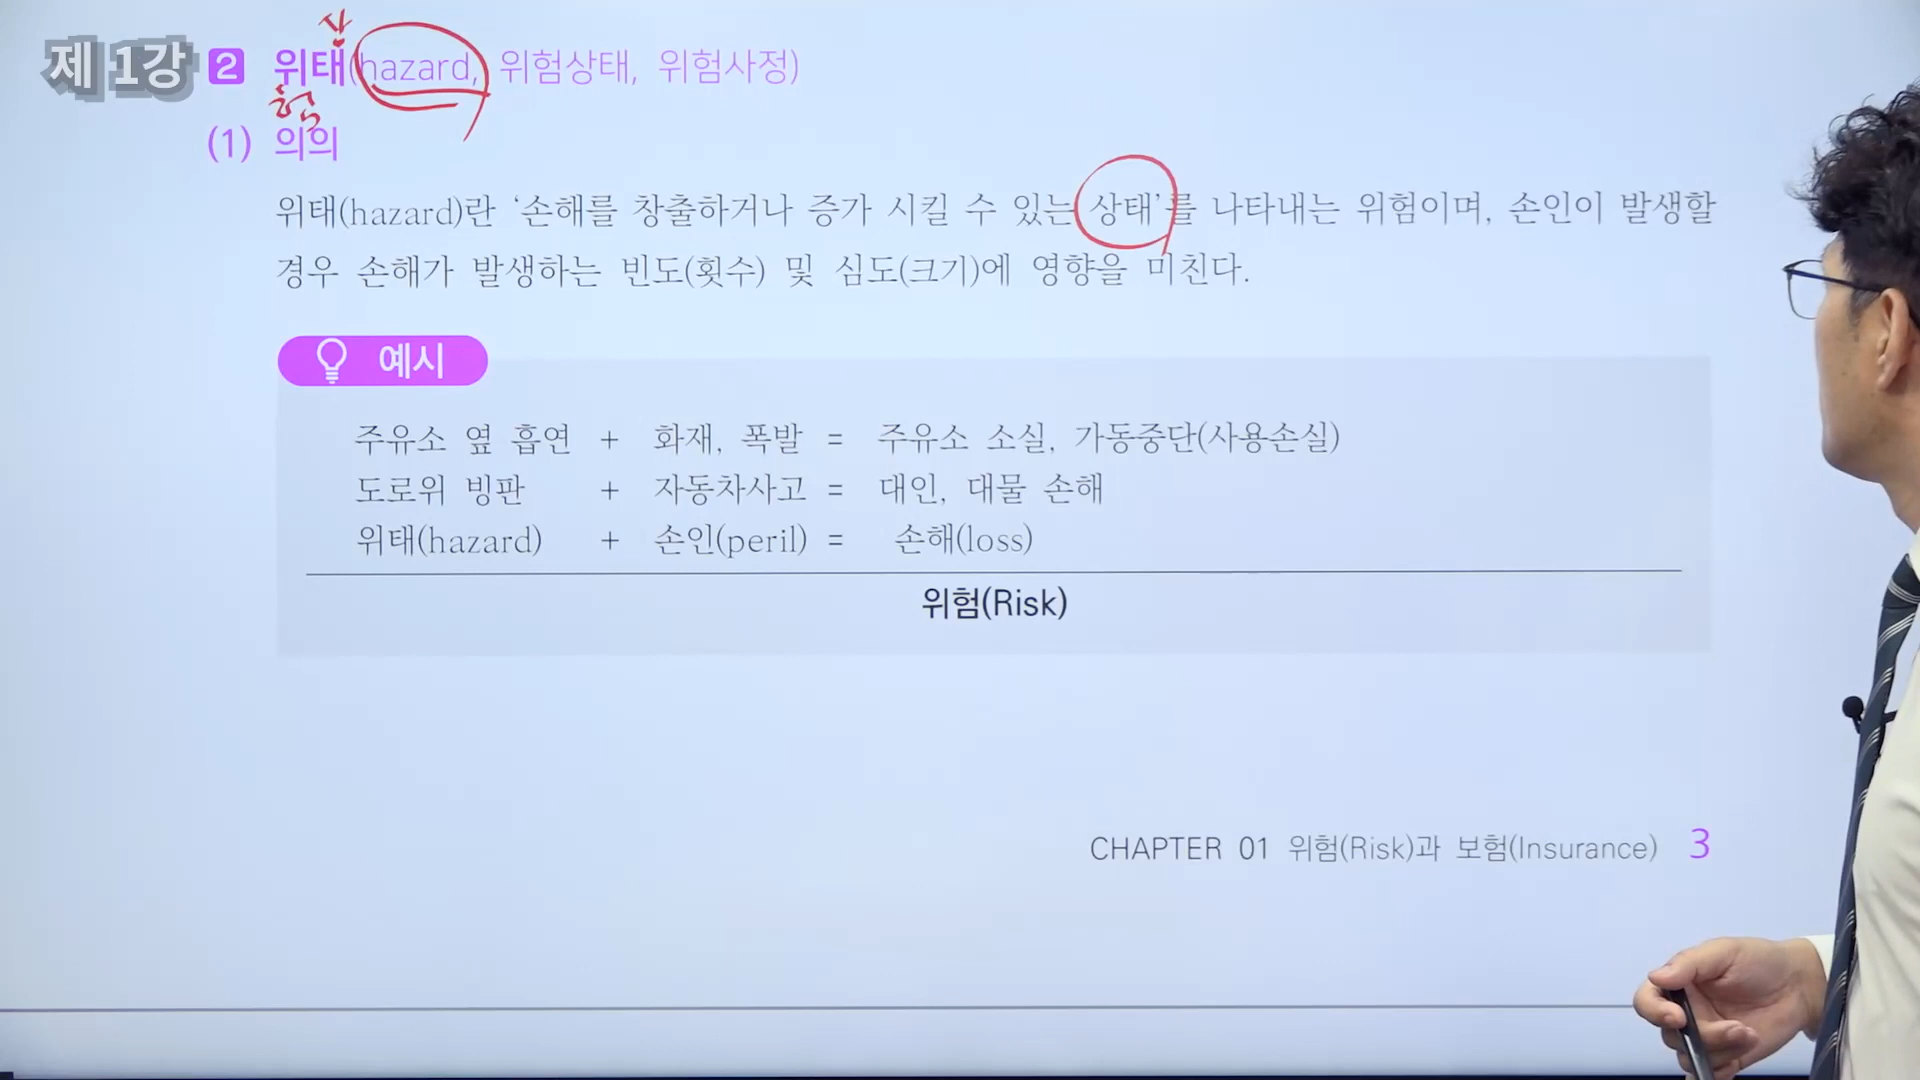 제 1강
2 위태(hazard, 위험상태, 위험사정)
험
(1) 의의
위태(hazard)란 ‘손해를 창출하거나 증가 시킬 수 있는 상태’를 나타내는 위험이며, 손인이 발생할
경우 손해가 발생하는 빈도(횟수) 및 심도(크기)에 영향을 미친다.
예시
주유소 옆 흡연 + 화재, 폭발 = 주유소 소실, 가동중단(사용손실)
도로위 빙판 + 자동차사고 = 대인, 대물 손해
위태(hazard) + 손인(peril) = 손해(loss)
위험(Risk)
CHAPTER 01 위험(Risk)과 보험(Insurance) 3